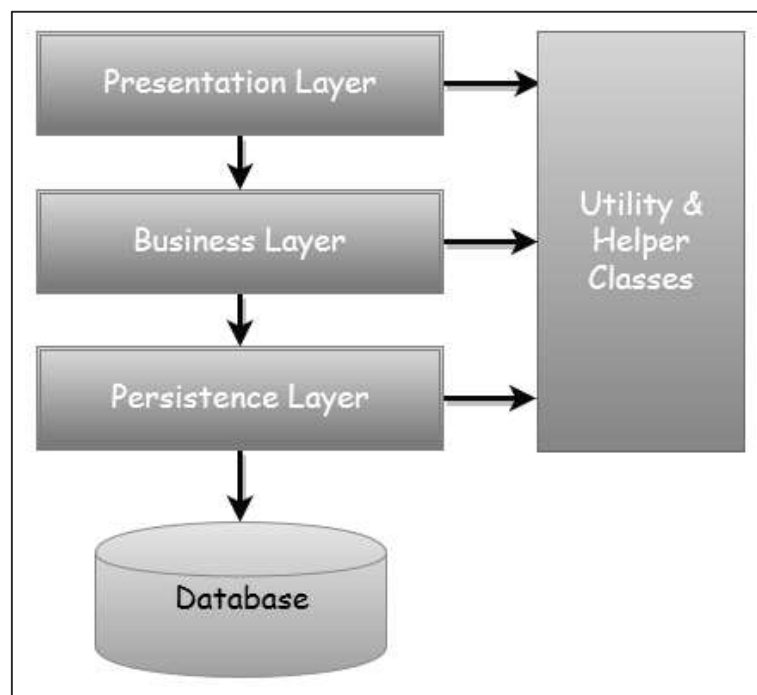 Presentation Layer
Business Layer
Persistence Layer
Database
Utility &
Helper
Classes